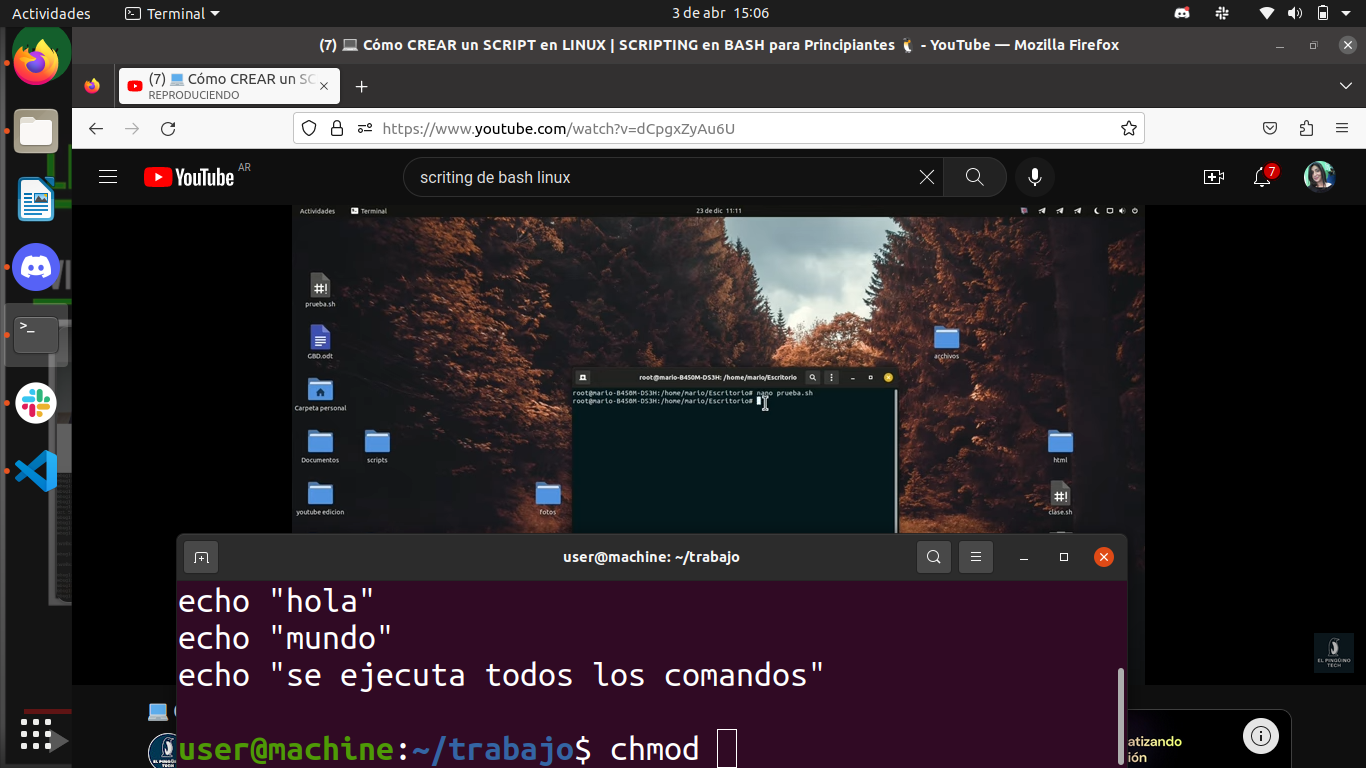 Actividades
Terminal
3 de abr 15:06
(7) 💻 Cómo CREAR un SCRIPT en LINUX | SCRIPTING en BASH para Principiantes 🐧 - YouTube — Mozilla Firefox
(7) 💻 Cómo CREAR un SC
REPRODUCIENDO
https://www.youtube.com/watch?v=dCpgxZyAu6U
YouTube AR
scriting de bash linux
7
Actividades
Terminal
23 de dic 11:11
prueba.sh
GBD.odt
archivos
root@mario-B450M-DS3H: /home/mario/Escritorio
root@mario-B450M-DS3H:/home/mario/Escritorio# nano prueba.sh
root@mario-B450M-DS3H:/home/mario/Escritorio#
Carpeta personal
Documentos
scripts
html
youtube edicion
fotos
clase.sh
user@machine: ~/trabajo
echo "hola"
echo "mundo"
echo "se ejecuta todos los comandos"
user@machine:~/trabajo$ chmod
EL PINGÜINO
TECH
atizando
ión